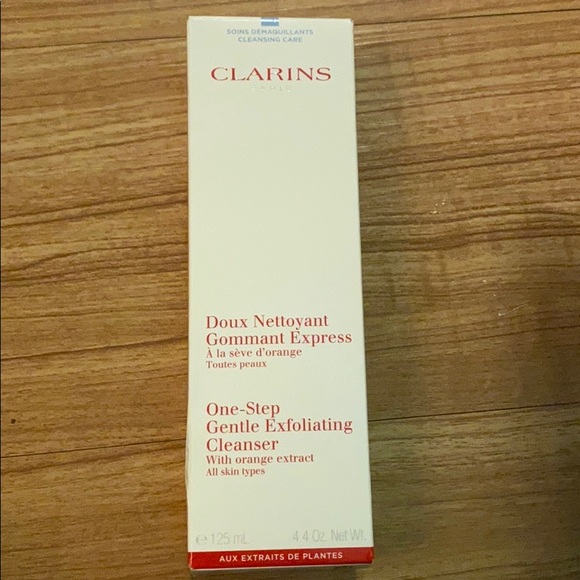 SOINS DÉMAQUILLANTS
CLEANSING CARE
CLARINS
PARIS
Doux Nettoyant
Gommant Express
À la sève d'orange
Toutes peaux
One-Step
Gentle Exfoliating
Cleanser
With orange extract
All skin types
℮ 125 mL 4.4 Oz. Net Wt.
AUX EXTRAITS DE PLANTES